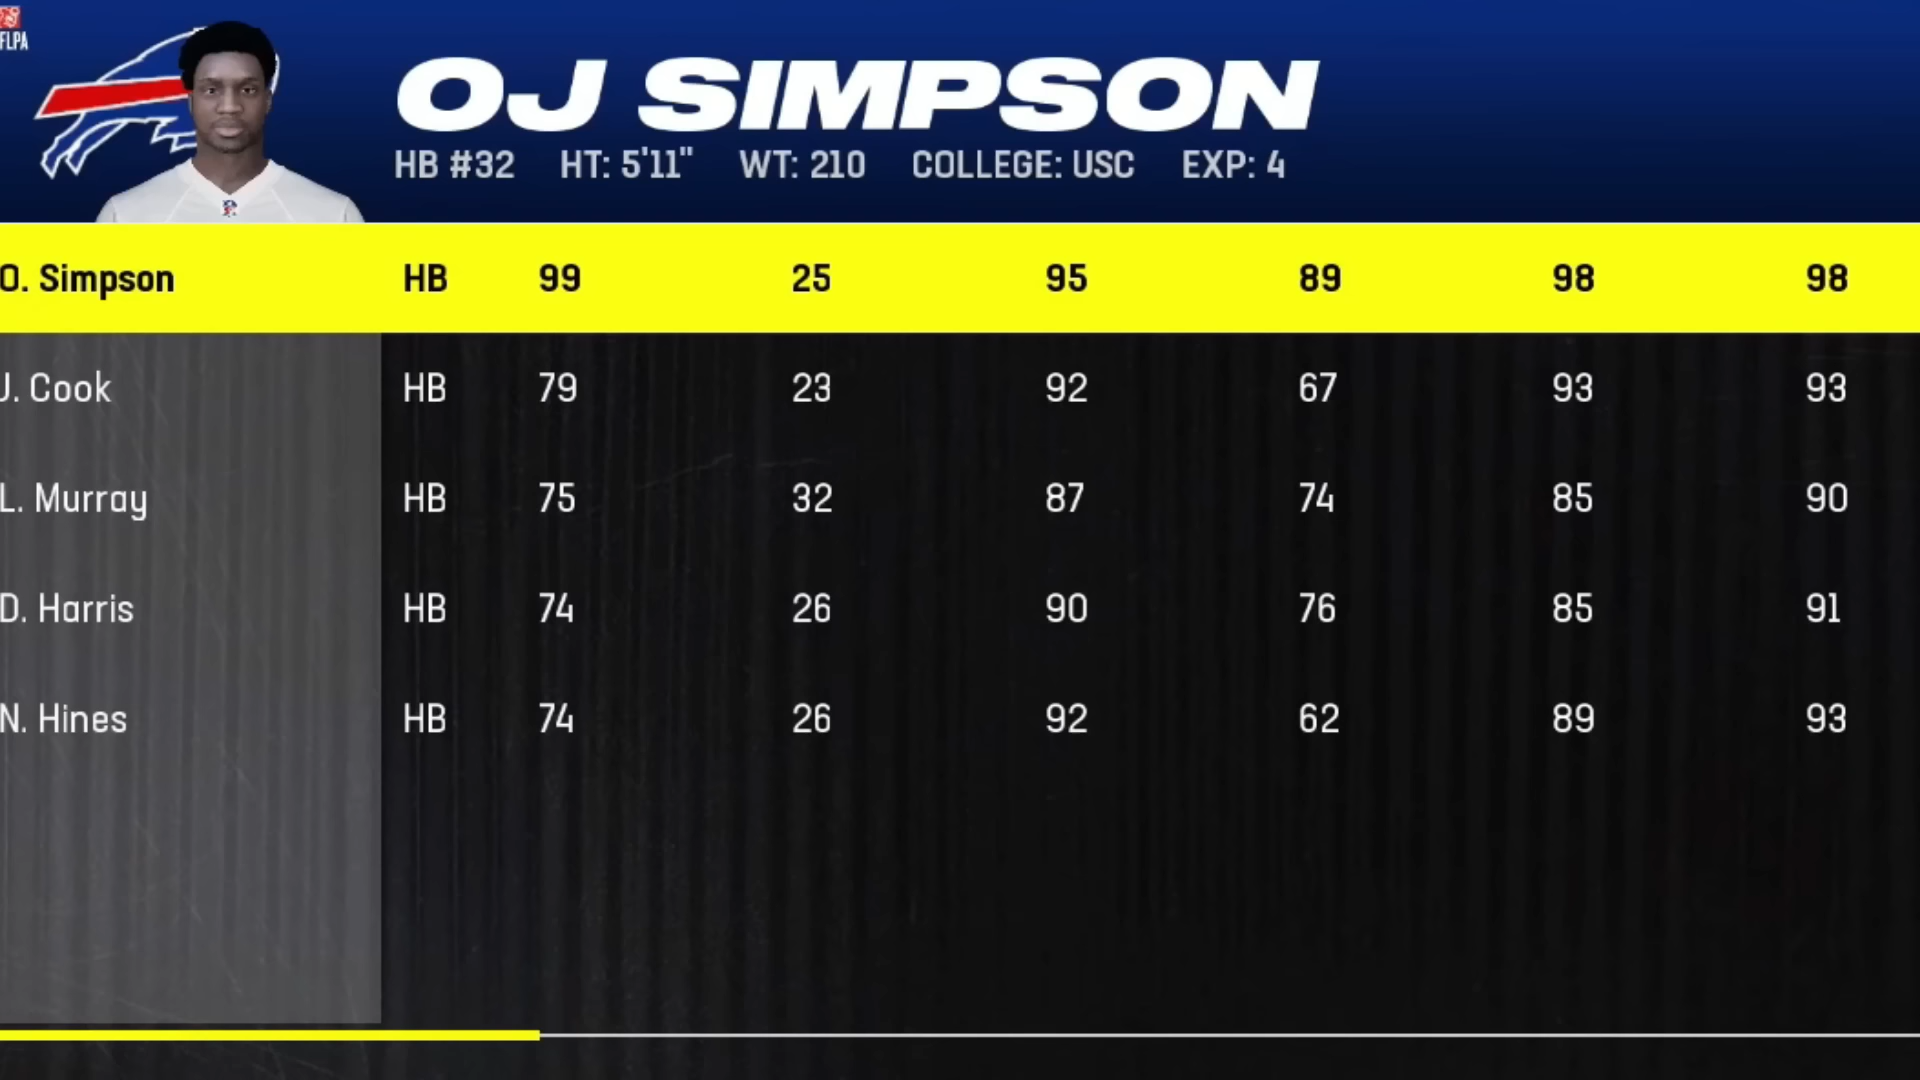 FLPA
OJ SIMPSON
HB #32 HT: 5'11" WT: 210 COLLEGE: USC EXP: 4
O. Simpson HB 99 25 95 89 98 98
J. Cook HB 79 23 92 67 93 93
L. Murray HB 75 32 87 74 85 90
D. Harris HB 74 26 90 76 85 91
N. Hines HB 74 26 92 62 89 93